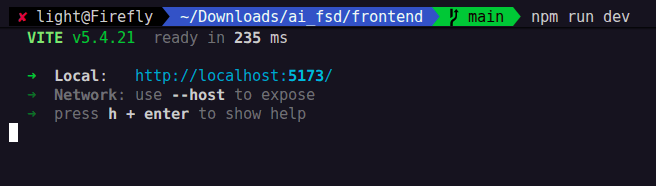 ✘ light@Firefly ~/Downloads/ai_fsd/frontend main npm run dev
VITE v5.4.21 ready in 235 ms
➜ Local: http://localhost:5173/
➜ Network: use --host to expose
➜ press h + enter to show help